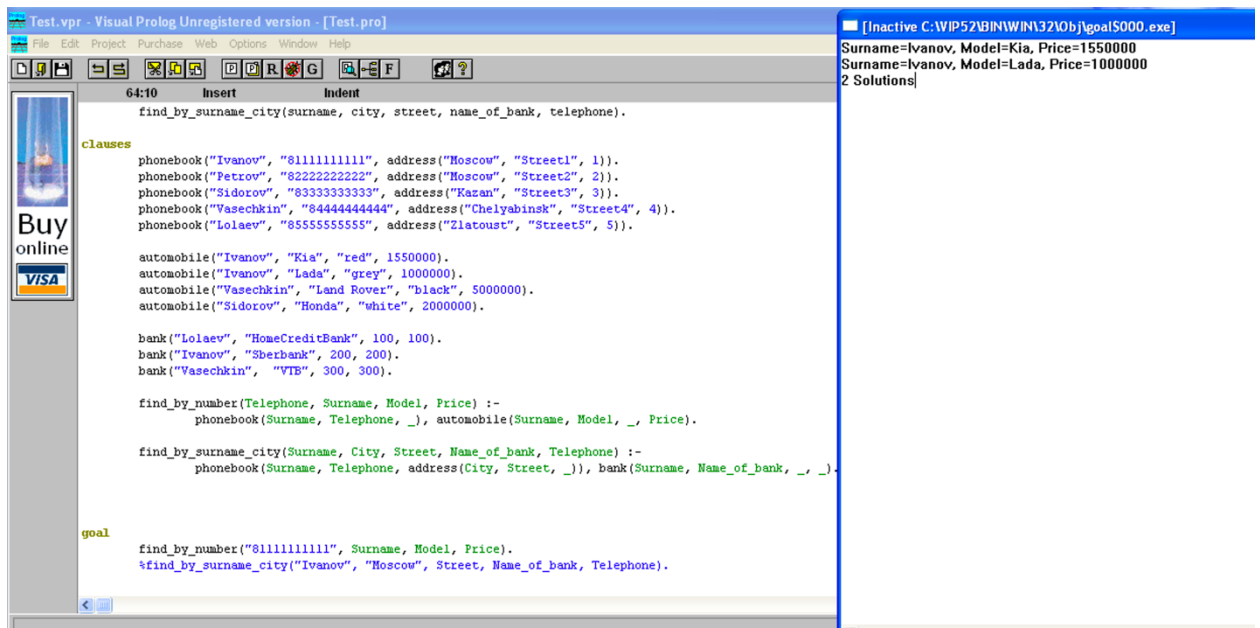 Test.vpr - Visual Prolog Unregistered version - [Test.pro]
File Edit Project Purchase Web Options Window Help
P P R G F ?
64:10 Insert Indent
find_by_surname_city(surname, city, street, name_of_bank, telephone).
clauses
phonebook("Ivanov", "81111111111", address("Moscow", "Street1", 1)).
phonebook("Petrov", "82222222222", address("Moscow", "Street2", 2)).
phonebook("Sidorov", "83333333333", address("Kazan", "Street3", 3)).
phonebook("Vasechkin", "84444444444", address("Chelyabinsk", "Street4", 4)).
phonebook("Lolaev", "85555555555", address("Zlatoust", "Street5", 5)).
automobile("Ivanov", "Kia", "red", 1550000).
automobile("Ivanov", "Lada", "grey", 1000000).
automobile("Vasechkin", "Land Rover", "black", 5000000).
automobile("Sidorov", "Honda", "white", 2000000).
bank("Lolaev", "HomeCreditBank", 100, 100).
bank("Ivanov", "Sberbank", 200, 200).
bank("Vasechkin", "VTB", 300, 300).
find_by_number(Telephone, Surname, Model, Price) :-
phonebook(Surname, Telephone, _), automobile(Surname, Model, _, Price).
find_by_surname_city(Surname, City, Street, Name_of_bank, Telephone) :-
phonebook(Surname, Telephone, address(City, Street, _)), bank(Surname, Name_of_bank, _, _).
goal
find_by_number("81111111111", Surname, Model, Price).
%find_by_surname_city("Ivanov", "Moscow", Street, Name_of_bank, Telephone).
Buy
online
VISA
[Inactive C:\VIP52\BIN\WIN\32\Obj\goal$000.exe]
Surname=Ivanov, Model=Kia, Price=1550000
Surname=Ivanov, Model=Lada, Price=1000000
2 Solutions